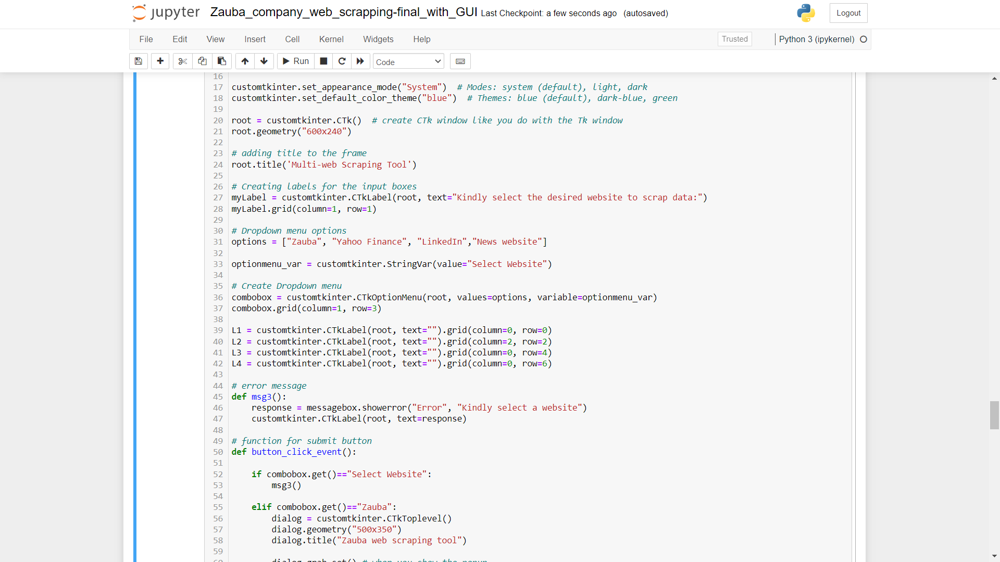 jupyter Zauba_company_web_scrapping-final_with_GUI Last Checkpoint: a few seconds ago (autosaved) Logout
File Edit View Insert Cell Kernel Widgets Help Trusted Python 3 (ipykernel)
Run Code
16
17 customtkinter.set_appearance_mode("System")  # Modes: system (default), light, dark
18 customtkinter.set_default_color_theme("blue")  # Themes: blue (default), dark-blue, green
19
20 root = customtkinter.CTk()  # create CTk window like you do with the Tk window
21 root.geometry("600x240")
22
23 # adding title to the frame
24 root.title('Multi-web Scraping Tool')
25
26 # Creating labels for the input boxes
27 myLabel = customtkinter.CTkLabel(root, text="Kindly select the desired website to scrap data:")
28 myLabel.grid(column=1, row=1)
29
30 # Dropdown menu options
31 options = ["Zauba", "Yahoo Finance", "LinkedIn","News website"]
32
33 optionmenu_var = customtkinter.StringVar(value="Select Website")
34
35 # Create Dropdown menu
36 combobox = customtkinter.CTkOptionMenu(root, values=options, variable=optionmenu_var)
37 combobox.grid(column=1, row=3)
38
39 L1 = customtkinter.CTkLabel(root, text="").grid(column=0, row=0)
40 L2 = customtkinter.CTkLabel(root, text="").grid(column=2, row=2)
41 L3 = customtkinter.CTkLabel(root, text="").grid(column=0, row=4)
42 L4 = customtkinter.CTkLabel(root, text="").grid(column=0, row=6)
43
44 # error message
45 def msg3():
46     response = messagebox.showerror("Error", "Kindly select a website")
47     customtkinter.CTkLabel(root, text=response)
48
49 # function for submit button
50 def button_click_event():
51
52     if combobox.get()=="Select Website":
53         msg3()
54
55     elif combobox.get()=="Zauba":
56         dialog = customtkinter.CTkToplevel()
57         dialog.geometry("500x350")
58         dialog.title("Zauba web scraping tool")
59
60         dialog.grab_set() # when you show the popup